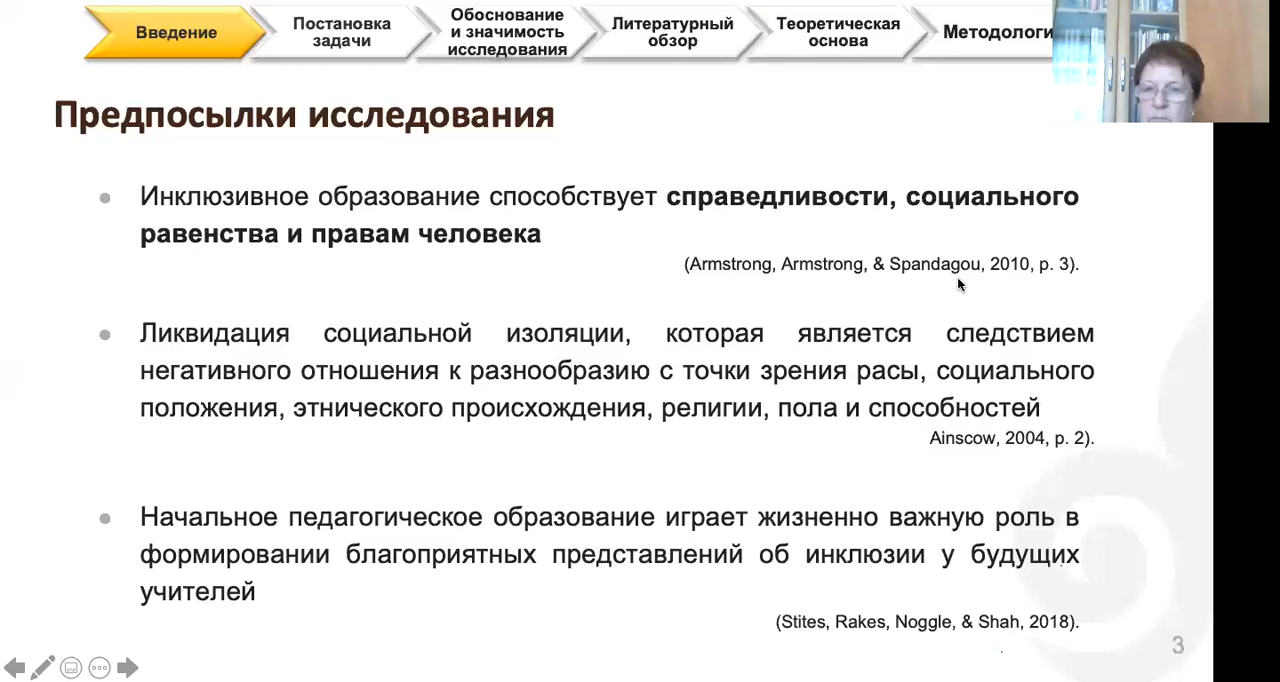 Введение
Постановка
задачи
Обоснование
и значимость
исследования
Литературный
обзор
Теоретическая
основа
Методологи
Предпосылки исследования
Инклюзивное образование способствует справедливости, социального
равенства и правам человека
(Armstrong, Armstrong, & Spandagou, 2010, p. 3).
Ликвидация социальной изоляции, которая является следствием
негативного отношения к разнообразию с точки зрения расы, социального
положения, этнического происхождения, религии, пола и способностей
Ainscow, 2004, p. 2).
Начальное педагогическое образование играет жизненно важную роль в
формировании благоприятных представлений об инклюзии у будущих
учителей
(Stites, Rakes, Noggle, & Shah, 2018).
3